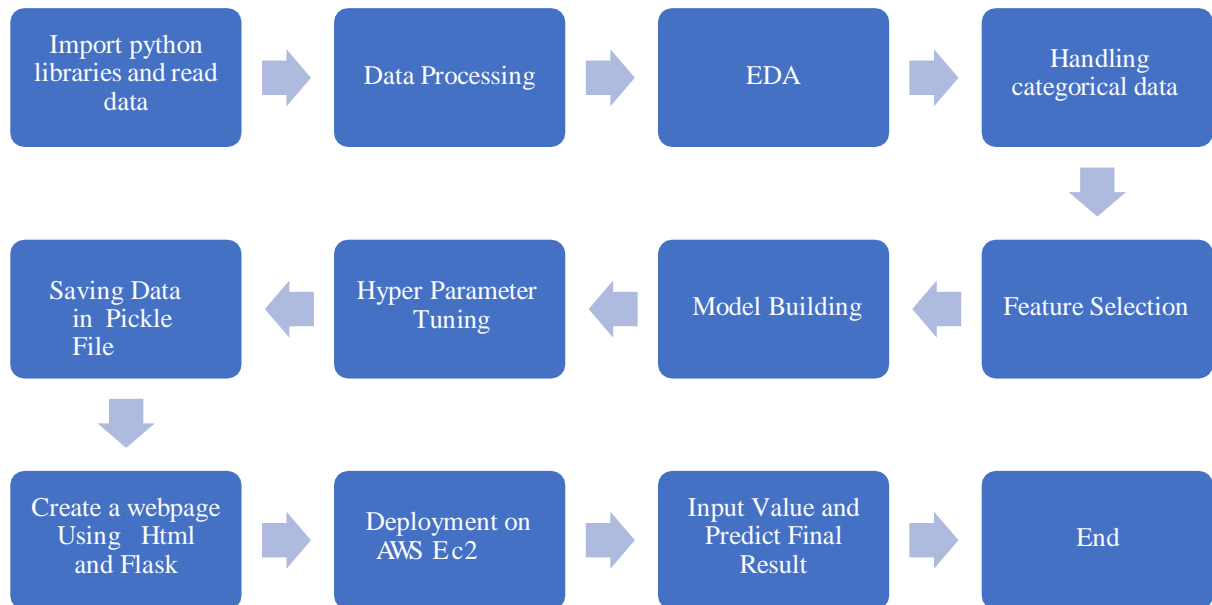 Import python
libraries and read
data
Data Processing
EDA
Handling
categorical data
Feature Selection
Model Building
Hyper Parameter
Tuning
Saving Data
in Pickle
File
Create a webpage
Using Html
and Flask
Deployment on
AWS Ec2
Input Value and
Predict Final
Result
End